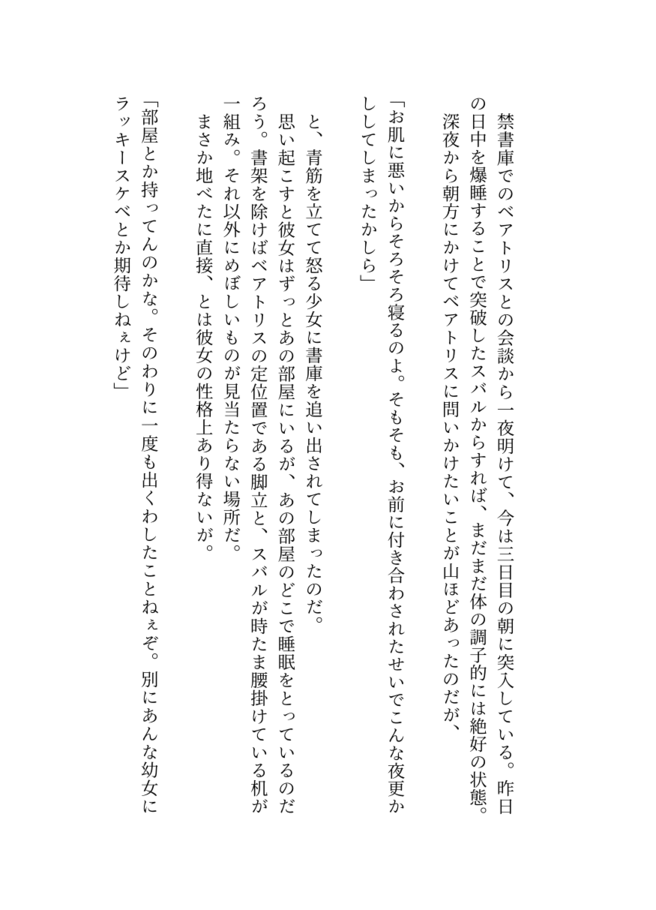 禁書庫でのベアトリスとの会談から一夜明けて、今は三日目の朝に突入している。昨日
の日中を爆睡することで突破したスバルからすれば、まだまだ体の調子的には絶好の状態。
　深夜から朝方にかけてベアトリスに問いかけたいことが山ほどあったのだが、
「お肌に悪いからそろそろ寝るのよ。そもそも、お前に付き合わされたせいでこんな夜更か
ししてしまったかしら」
　と、青筋を立てて怒る少女に書庫を追い出されてしまったのだ。
　思い起こすと彼女はずっとあの部屋にいるが、あの部屋のどこで睡眠をとっているのだ
ろう。書架を除けばベアトリスの定位置である脚立と、スバルが時たま腰掛けている机が
一組み。それ以外にめぼしいものが見当たらない場所だ。
　まさか地べたに直接、とは彼女の性格上あり得ないが。
「部屋とか持ってんのかな。そのわりに一度も出くわしたことねぇぞ。別にあんな幼女に
ラッキースケベとか期待しねぇけど」